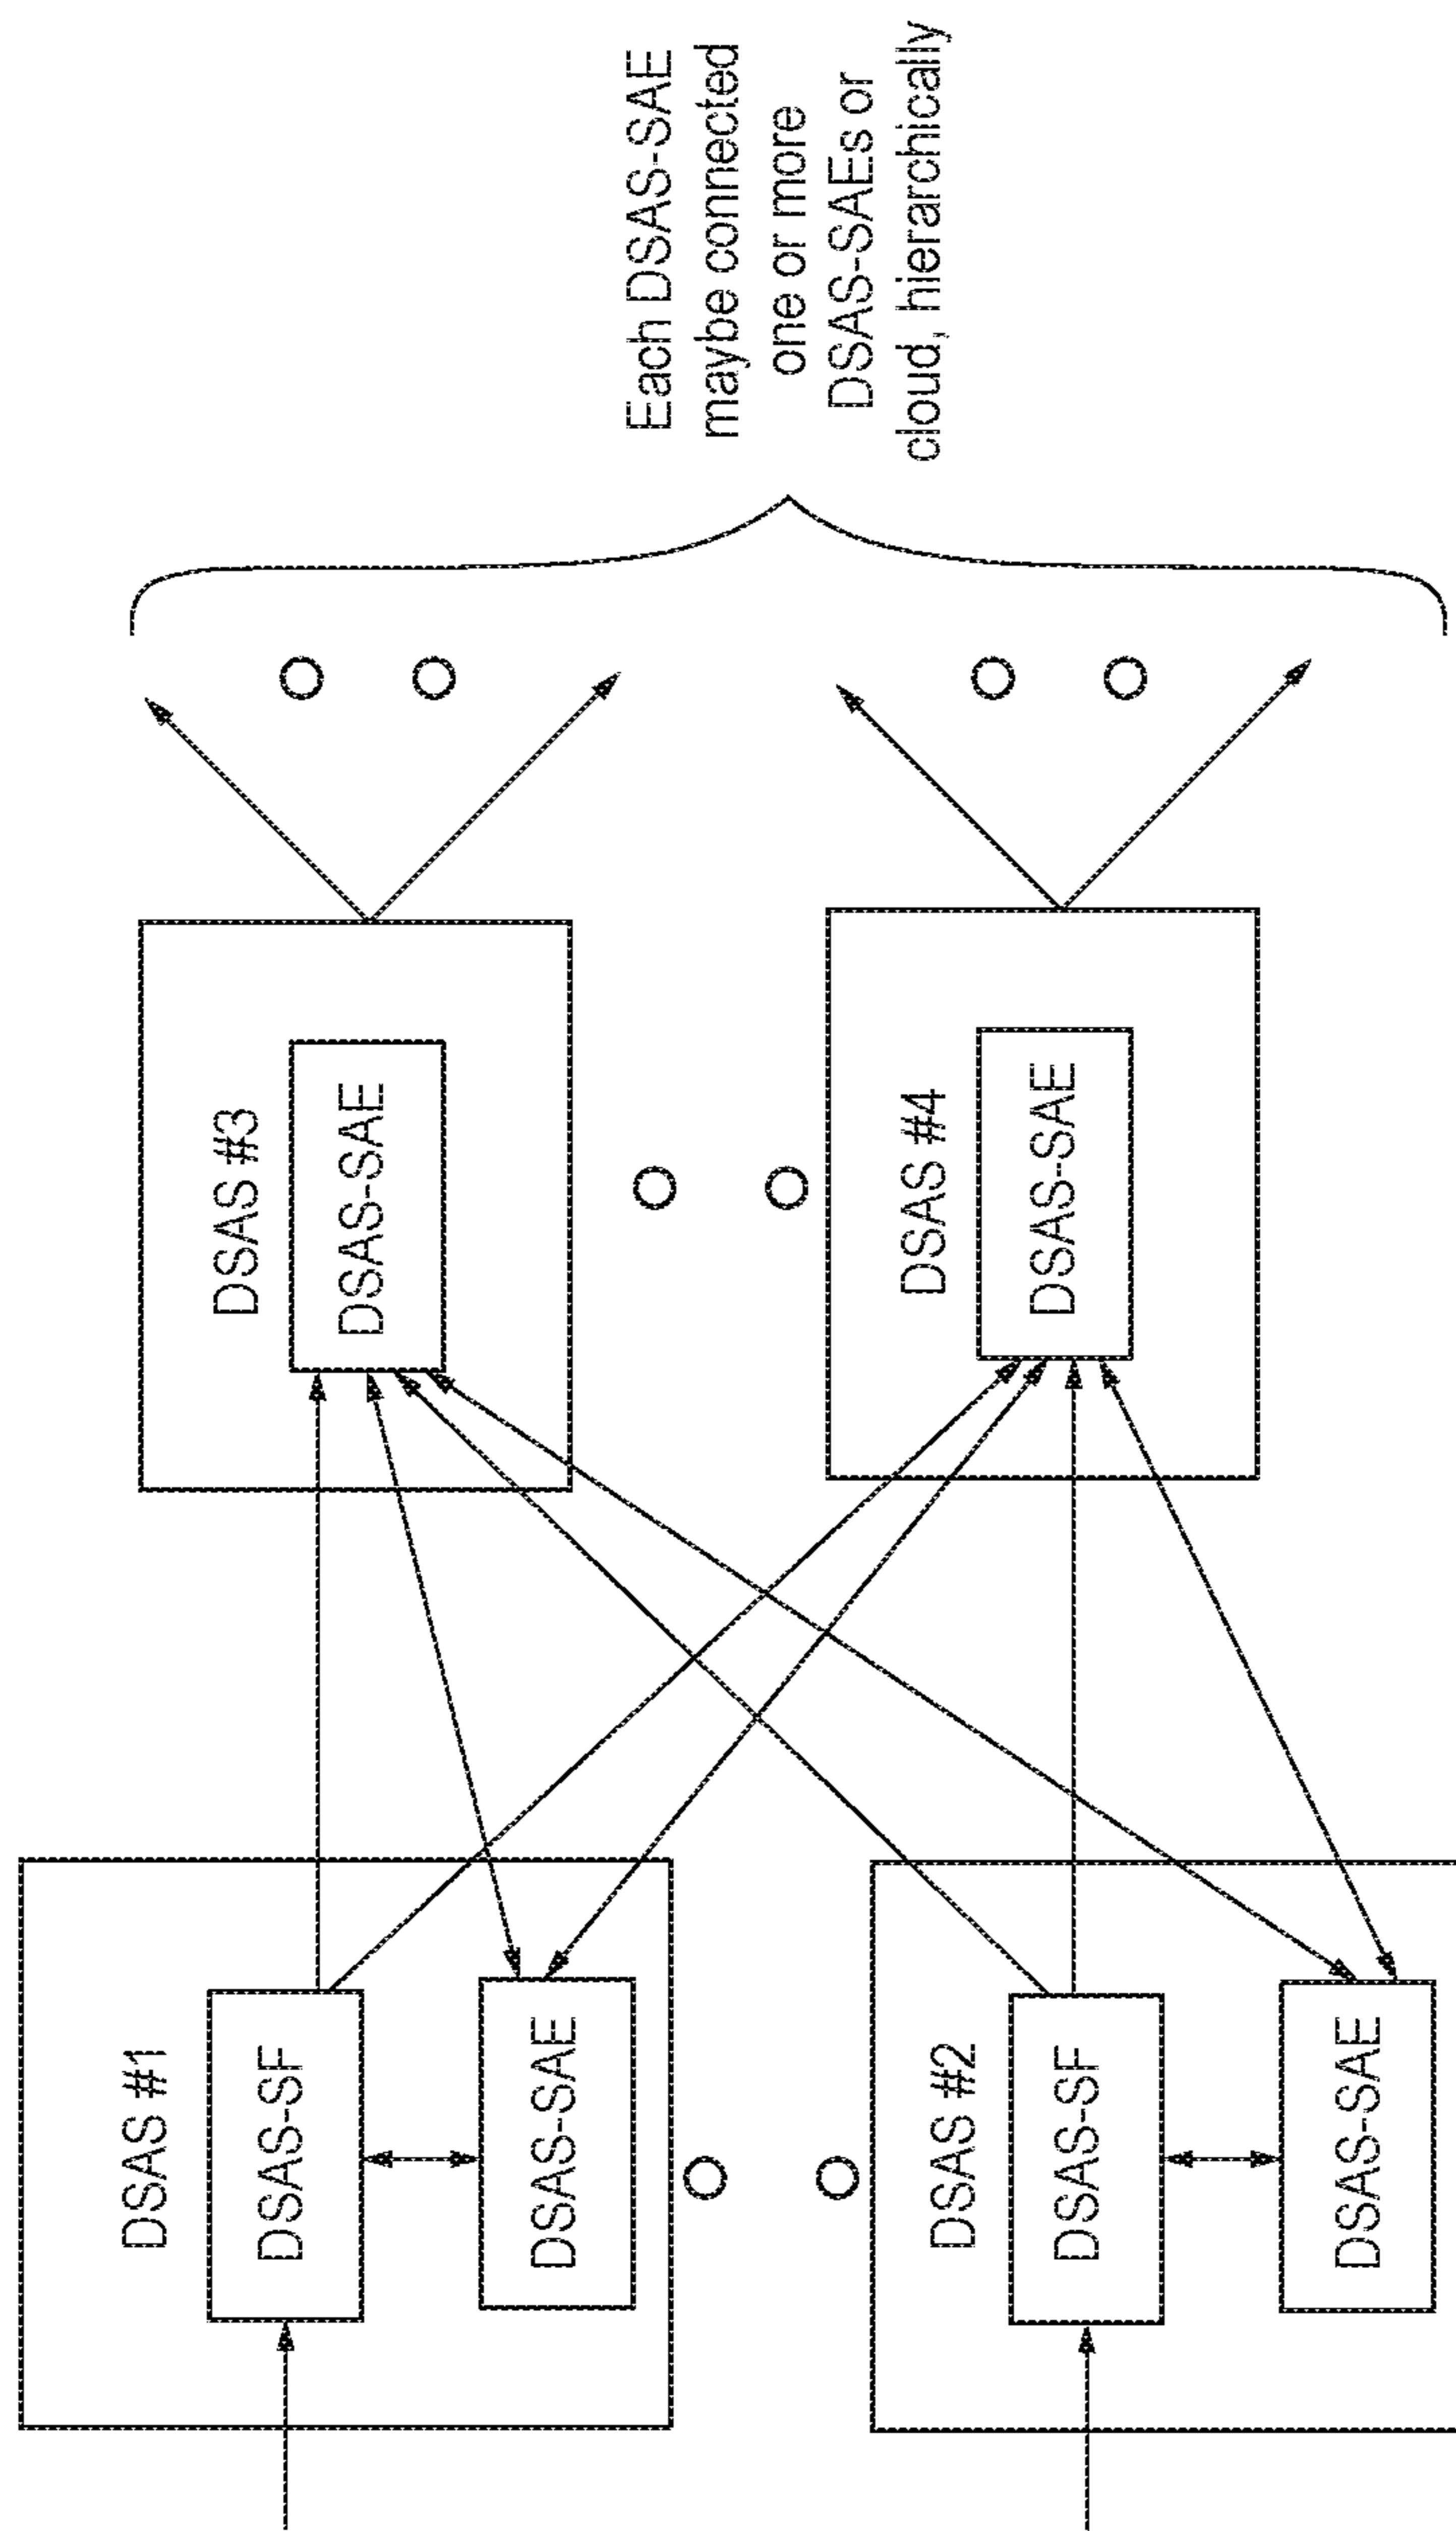 DSAS #1
DSAS-SF
DSAS-SAE
DSAS #2
DSAS-SF
DSAS-SAE
DSAS #3
DSAS-SAE
DSAS #4
DSAS-SAE
Each DSAS-SAE
maybe connected
one or more
DSAS-SAEs or
cloud, hierarchically